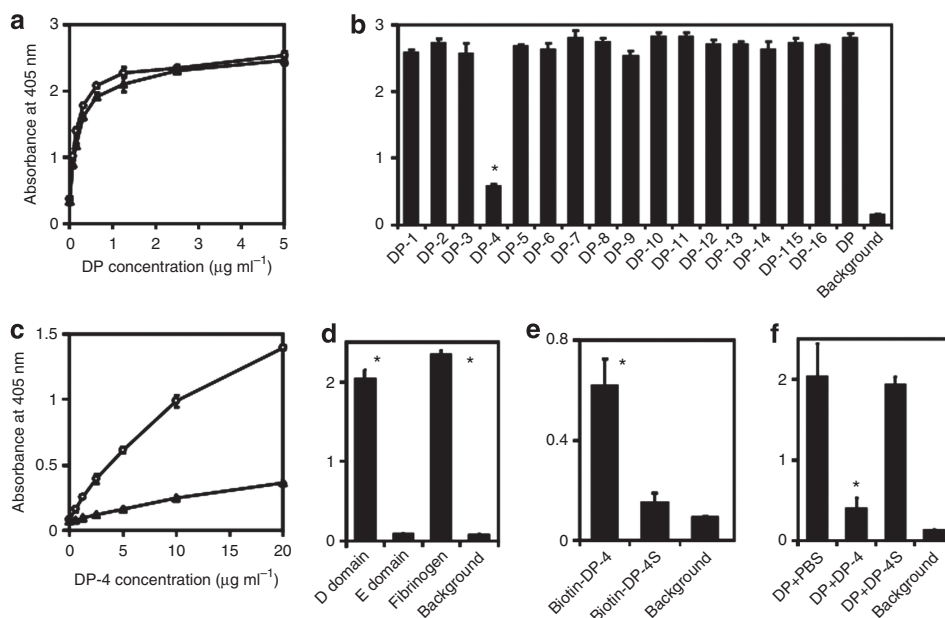 a
3
2
1
0
Absorbance at 405 nm
0 1 2 3 4 5
DP concentration (µg ml−1)
b
3
2
1
0
*
DP-1 DP-2 DP-3 DP-4 DP-5 DP-6 DP-7 DP-8 DP-9 DP-10 DP-11 DP-12 DP-13 DP-14 DP-115 DP-16 DP Background
c
1.5
1
0.5
0
Absorbance at 405 nm
0 5 10 15 20
DP-4 concentration (µg ml−1)
d
2
1
0
* *
D domain E domain Fibrinogen Background
e
0.8
0.4
0
*
Biotin-DP-4 Biotin-DP-4S Background
f
2
1
0
*
DP+PBS DP+DP-4 DP+DP-4S Background